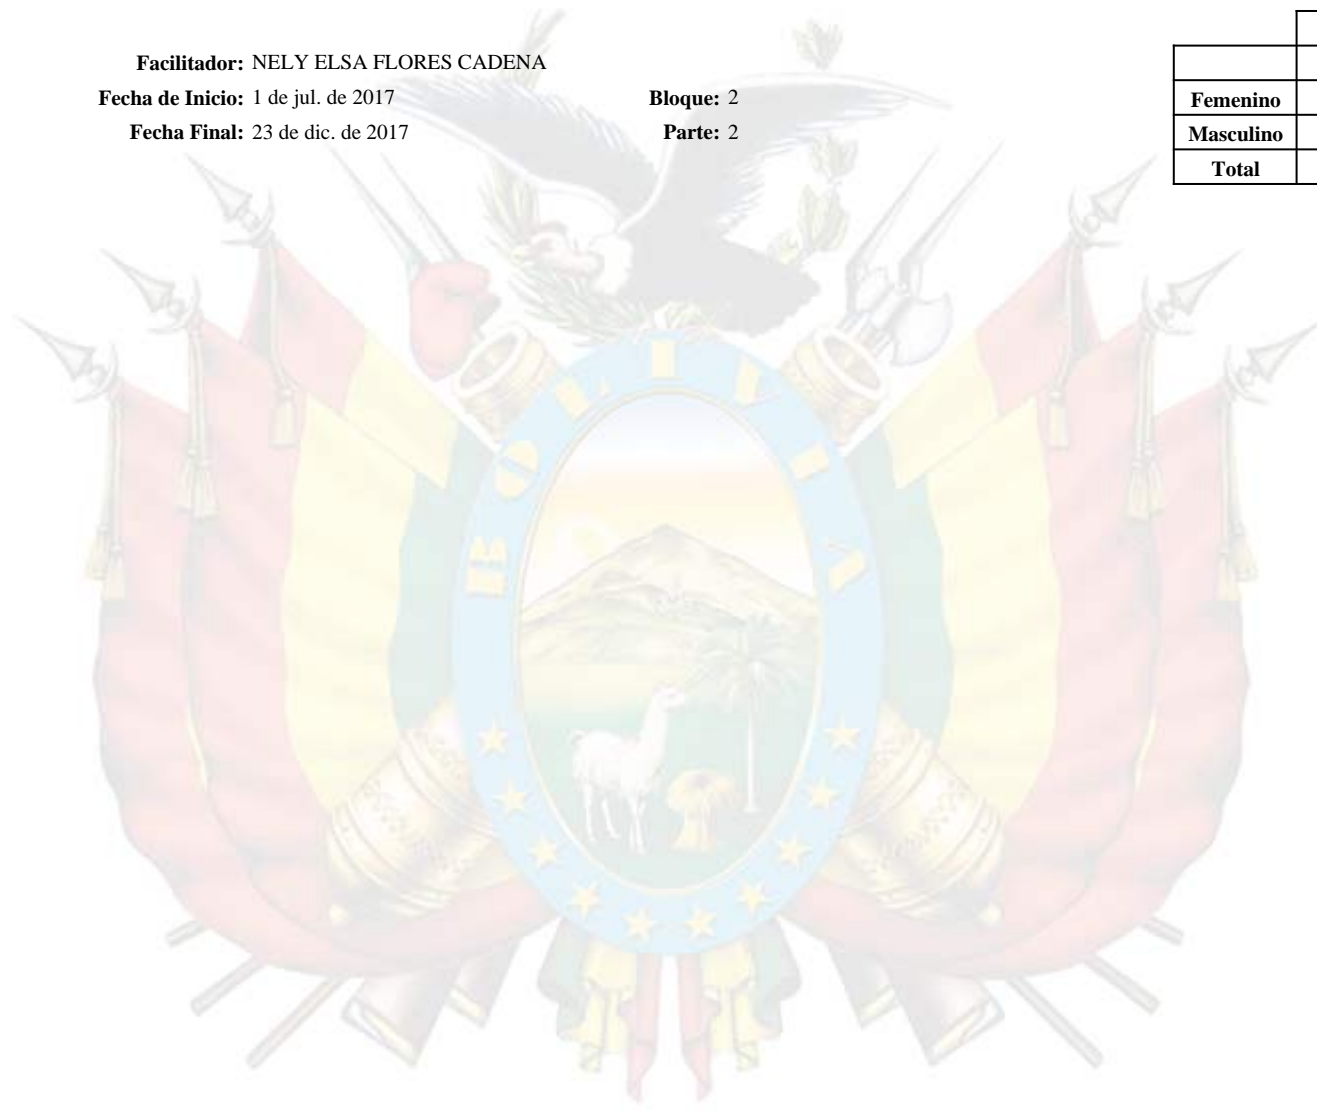 Facilitador: NELY ELSA FLORES CADENA
Fecha de Inicio: 1 de jul. de 2017 Bloque: 2
Fecha Final: 23 de dic. de 2017 Parte: 2
Femenino
Masculino
Total
BOLIVIA